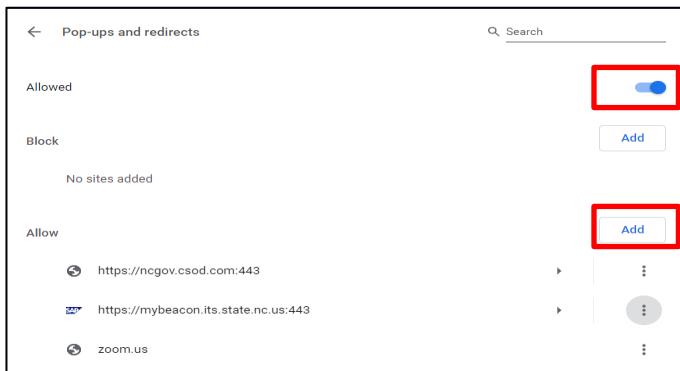 Pop-ups and redirects
Search
Allowed
Block
Add
No sites added
Allow
Add
https://ncgov.csod.com:443
SAP
https://mybeacon.its.state.nc.us:443
zoom.us